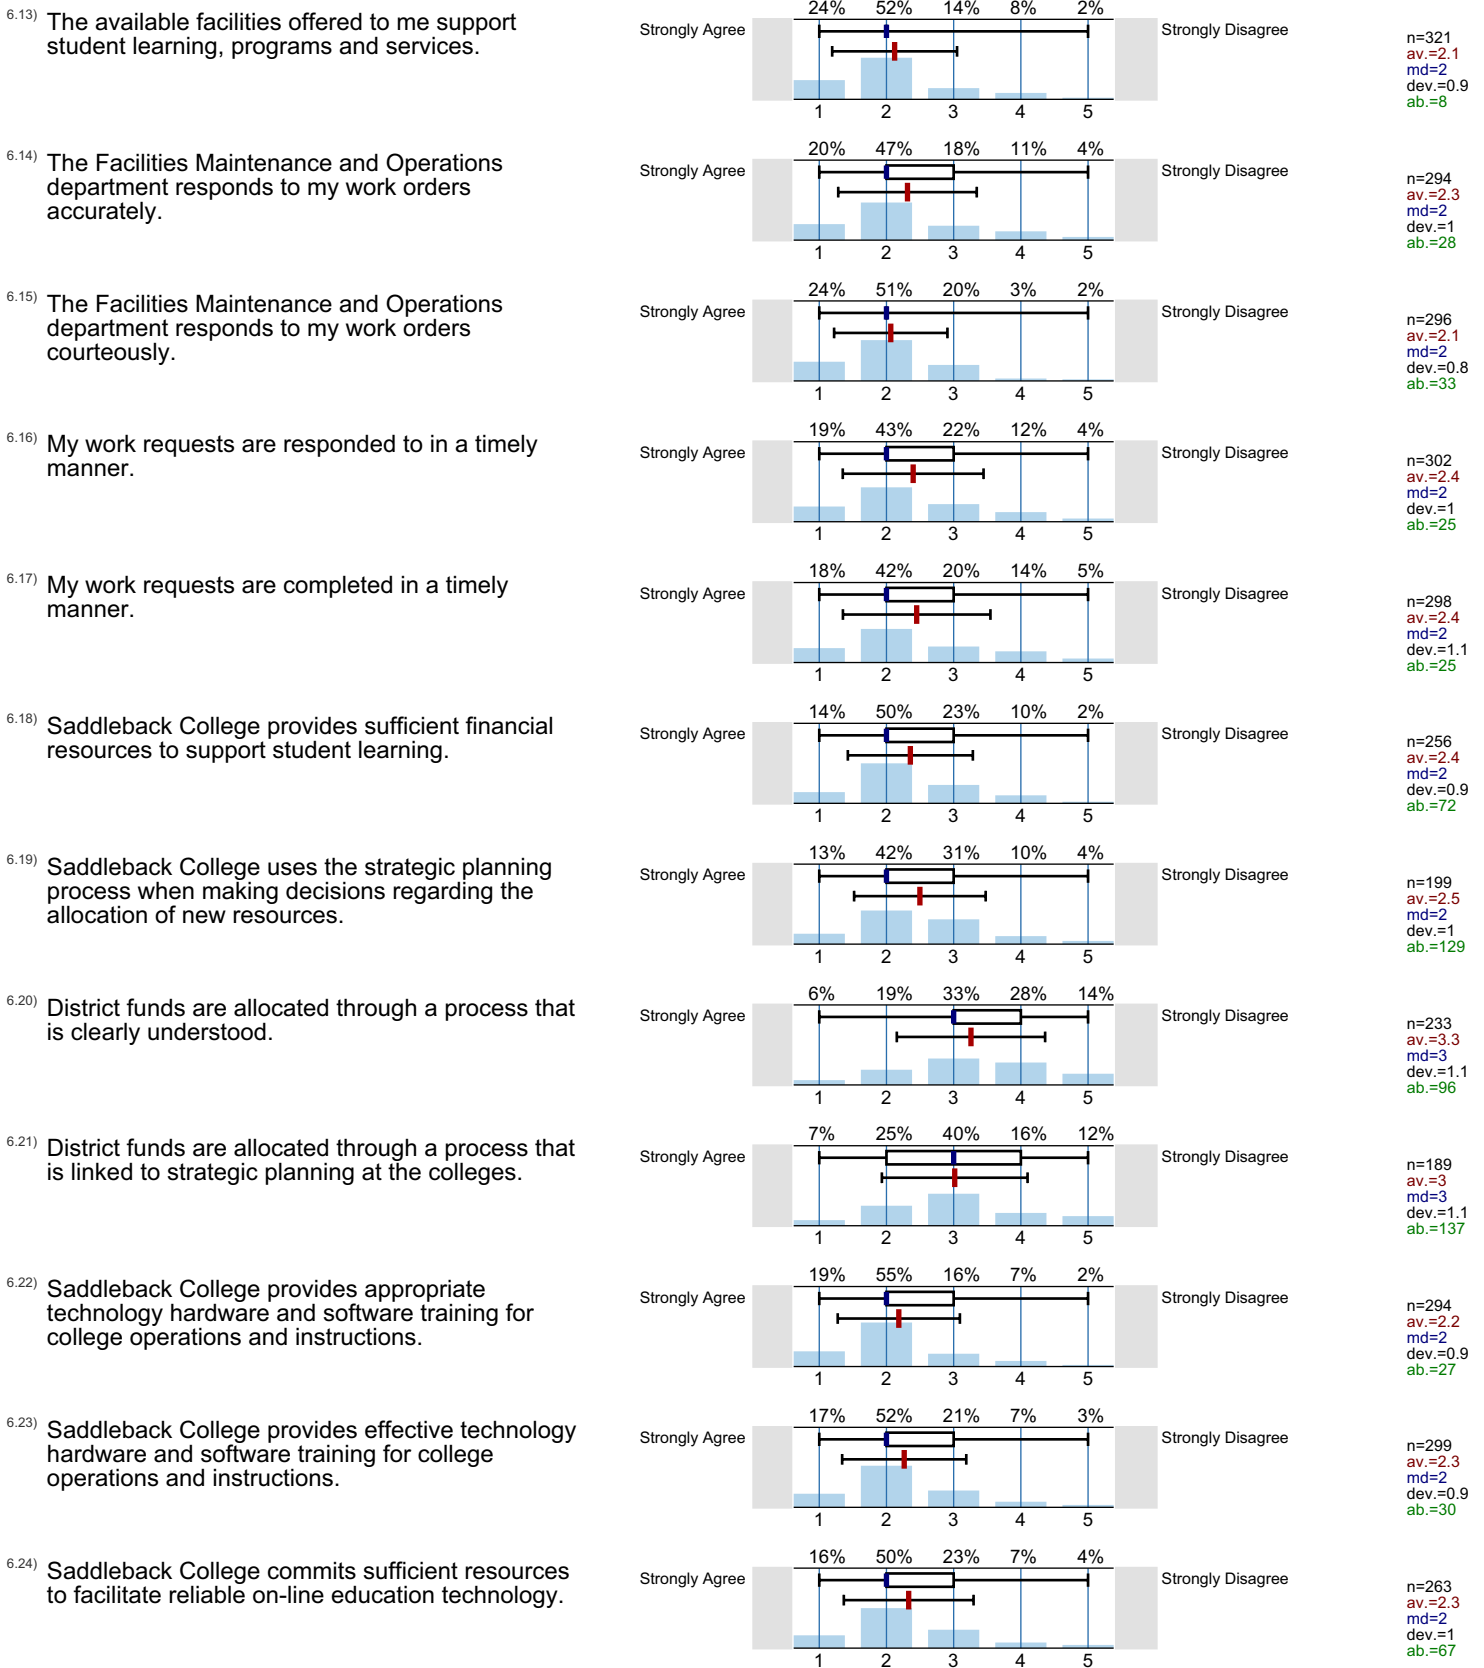 6.13) The available facilities offered to me support
student learning, programs and services.
24% 52% 14% 8% 2%
Strongly Agree Strongly Disagree
1 2 3 4 5
n=321
av.=2.1
md=2
dev.=0.9
ab.=8
6.14) The Facilities Maintenance and Operations
department responds to my work orders
accurately.
20% 47% 18% 11% 4%
Strongly Agree Strongly Disagree
1 2 3 4 5
n=294
av.=2.3
md=2
dev.=1
ab.=28
6.15) The Facilities Maintenance and Operations
department responds to my work orders
courteously.
24% 51% 20% 3% 2%
Strongly Agree Strongly Disagree
1 2 3 4 5
n=296
av.=2.1
md=2
dev.=0.8
ab.=33
6.16) My work requests are responded to in a timely
manner.
19% 43% 22% 12% 4%
Strongly Agree Strongly Disagree
1 2 3 4 5
n=302
av.=2.4
md=2
dev.=1
ab.=25
6.17) My work requests are completed in a timely
manner.
18% 42% 20% 14% 5%
Strongly Agree Strongly Disagree
1 2 3 4 5
n=298
av.=2.4
md=2
dev.=1.1
ab.=25
6.18) Saddleback College provides sufficient financial
resources to support student learning.
14% 50% 23% 10% 2%
Strongly Agree Strongly Disagree
1 2 3 4 5
n=256
av.=2.4
md=2
dev.=0.9
ab.=72
6.19) Saddleback College uses the strategic planning
process when making decisions regarding the
allocation of new resources.
13% 42% 31% 10% 4%
Strongly Agree Strongly Disagree
1 2 3 4 5
n=199
av.=2.5
md=2
dev.=1
ab.=129
6.20) District funds are allocated through a process that
is clearly understood.
6% 19% 33% 28% 14%
Strongly Agree Strongly Disagree
1 2 3 4 5
n=233
av.=3.3
md=3
dev.=1.1
ab.=96
6.21) District funds are allocated through a process that
is linked to strategic planning at the colleges.
7% 25% 40% 16% 12%
Strongly Agree Strongly Disagree
1 2 3 4 5
n=189
av.=3
md=3
dev.=1.1
ab.=137
6.22) Saddleback College provides appropriate
technology hardware and software training for
college operations and instructions.
19% 55% 16% 7% 2%
Strongly Agree Strongly Disagree
1 2 3 4 5
n=294
av.=2.2
md=2
dev.=0.9
ab.=27
6.23) Saddleback College provides effective technology
hardware and software training for college
operations and instructions.
17% 52% 21% 7% 3%
Strongly Agree Strongly Disagree
1 2 3 4 5
n=299
av.=2.3
md=2
dev.=0.9
ab.=30
6.24) Saddleback College commits sufficient resources
to facilitate reliable on-line education technology.
16% 50% 23% 7% 4%
Strongly Agree Strongly Disagree
1 2 3 4 5
n=263
av.=2.3
md=2
dev.=1
ab.=67